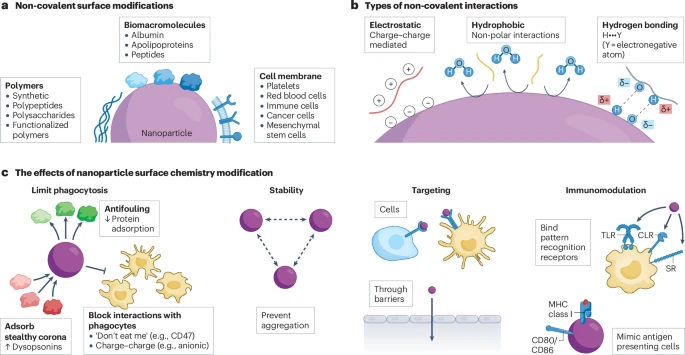 a Non-covalent surface modifications
Biomacromolecules
• Albumin
• Apolipoproteins
• Peptides
Polymers
• Synthetic
• Polypeptides
• Polysaccharides
• Functionalized
polymers
Nanoparticle
Cell membrane
• Platelets
• Red blood cells
• Immune cells
• Cancer cells
• Mesenchymal
stem cells
b Types of non-covalent interactions
Electrostatic
Charge–charge
mediated
Hydrophobic
Non-polar interactions
Hydrogen bonding
H•••Y
(Y = electronegative
atom)
+
+
+
+
−
−
−
−
O
H H
O
H H
O
H H
δ–
O
H
H
δ+
δ+
H
O
H
δ–
c The effects of nanoparticle surface chemistry modification
Limit phagocytosis
Antifouling
↓ Protein
adsorption
Adsorb
stealthy corona
↑ Dysopsonins
Block interactions with
phagocytes
• 'Don't eat me' (e.g., CD47)
• Charge–charge (e.g., anionic)
Stability
Prevent
aggregation
Targeting
Cells
Through
barriers
Immunomodulation
Bind
pattern
recognition
receptors
TLR
CLR
SR
MHC
class I
CD80/
CD86
Mimic antigen
presenting cells